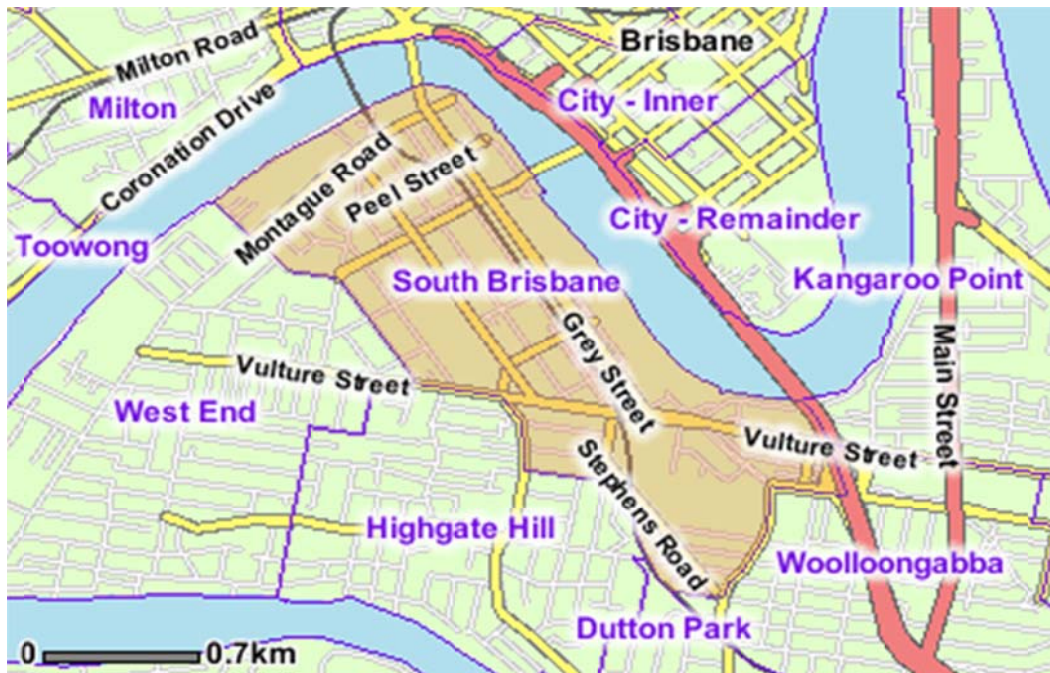 Milton Road
Brisbane
Milton
City - Inner
Coronation Drive
Montague Road
Peel Street
City - Remainder
Toowong
South Brisbane
Kangaroo Point
Grey Street
Main Street
Vulture Street
West End
Vulture Street
Stephens Road
Highgate Hill
Woolloongabba
Dutton Park
0 0.7km